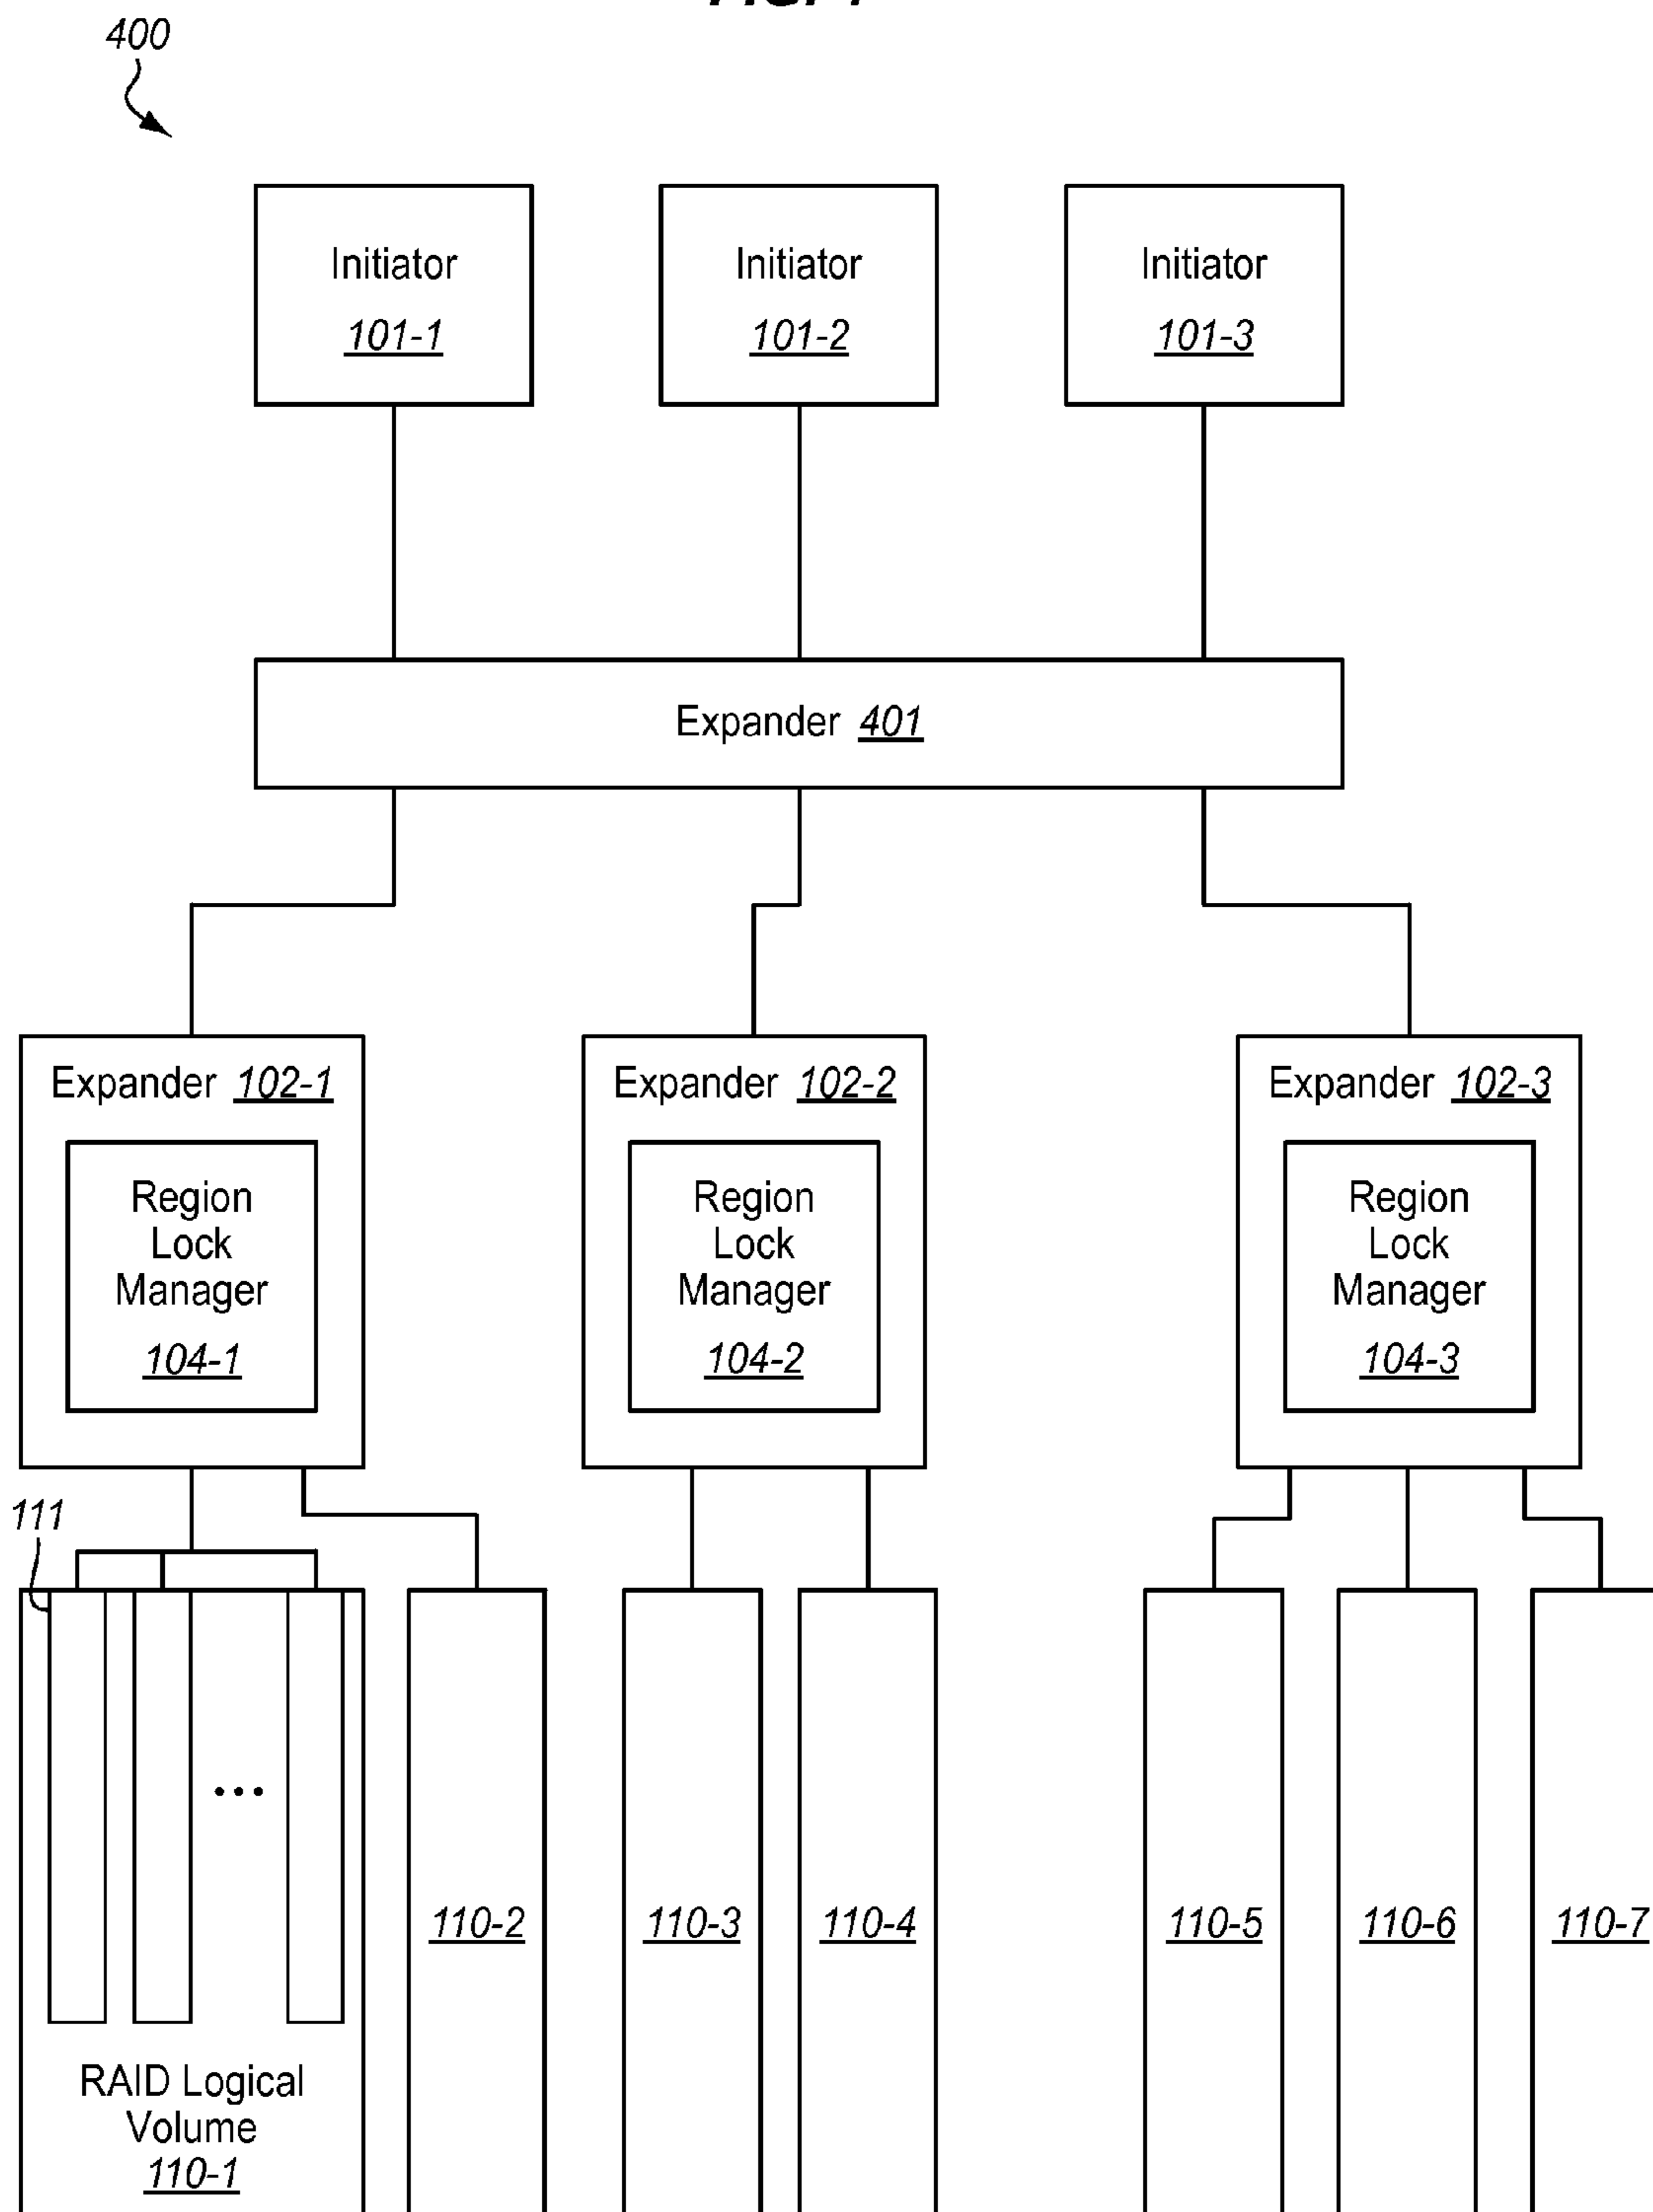 400
Initiator
101-1
Initiator
101-2
Initiator
101-3
Expander 401
Expander 102-1
Region
Lock
Manager
104-1
Expander 102-2
Region
Lock
Manager
104-2
Expander 102-3
Region
Lock
Manager
104-3
111
...
110-2
110-3
110-4
110-5
110-6
110-7
RAID Logical
Volume
110-1